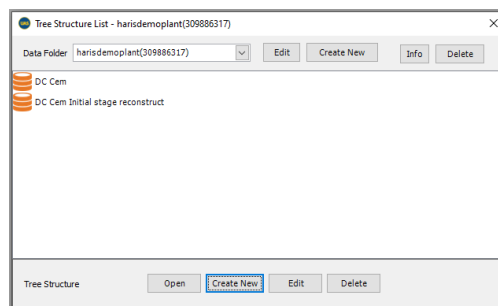 Tree Structure List - harisdemoplant(309886317)
Data Folder harisdemoplant(309886317) Edit Create New Info Delete
DC Cem
DC Cem Initial stage reconstruct
Tree Structure Open Create New Edit Delete